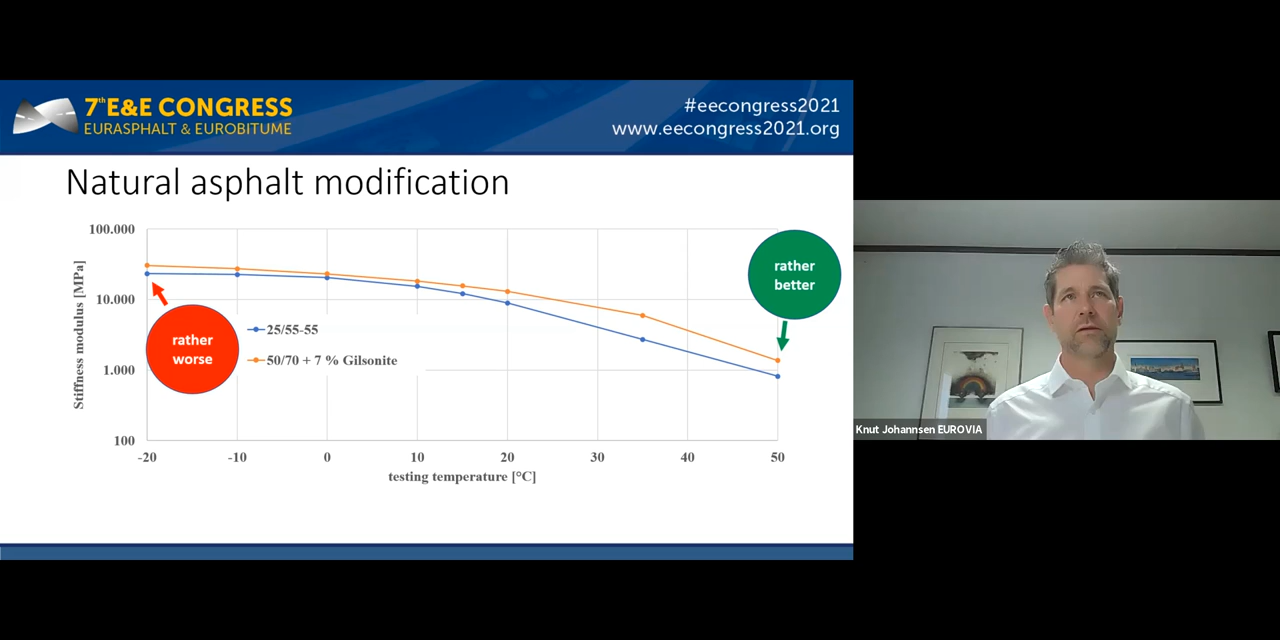 7th E&E CONGRESS
EURASPHALT & EUROBITUME
#eecongress2021
www.eecongress2021.org
Natural asphalt modification
Stiffness modulus [MPa]
100.000
10.000
1.000
100
rather
worse
25/55-55
50/70 + 7 % Gilsonite
rather
better
-20
-10
0
10
20
30
40
50
testing temperature [°C]
Knut Johannsen EUROVIA